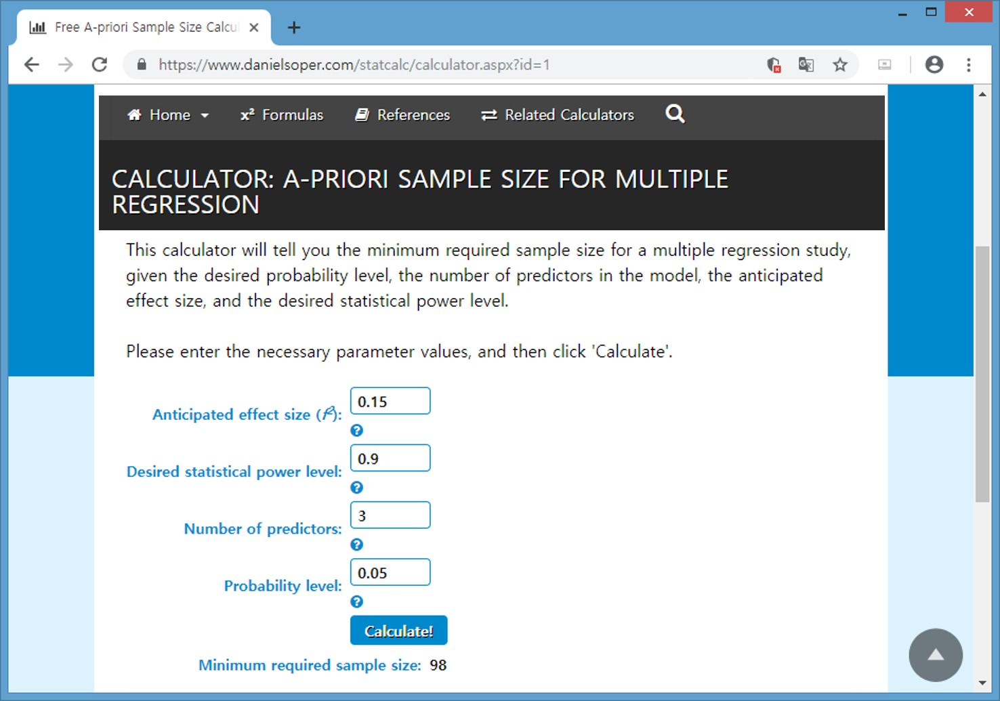 Free A-priori Sample Size Calcu
https://www.danielsoper.com/statcalc/calculator.aspx?id=1
Home x² Formulas References Related Calculators
CALCULATOR: A-PRIORI SAMPLE SIZE FOR MULTIPLE
REGRESSION
This calculator will tell you the minimum required sample size for a multiple regression study,
given the desired probability level, the number of predictors in the model, the anticipated
effect size, and the desired statistical power level.
Please enter the necessary parameter values, and then click 'Calculate'.
Anticipated effect size (f²): 0.15
?
Desired statistical power level: 0.9
?
Number of predictors: 3
?
Probability level: 0.05
?
Calculate!
Minimum required sample size: 98